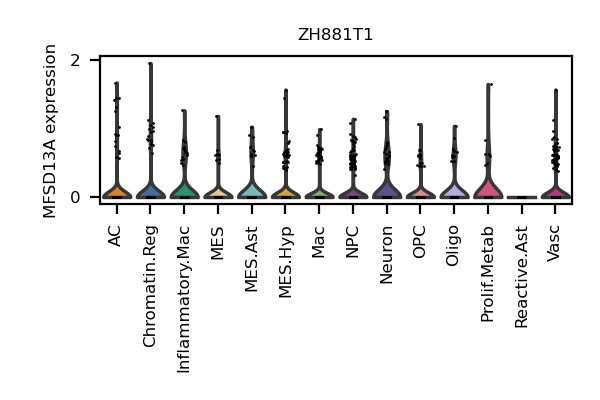 ZH881T1
MFSD13A expression
2
0
AC
Chromatin.Reg
Inflammatory.Mac
MES
MES.Ast
MES.Hyp
Mac
NPC
Neuron
OPC
Oligo
Prolif.Metab
Reactive.Ast
Vasc